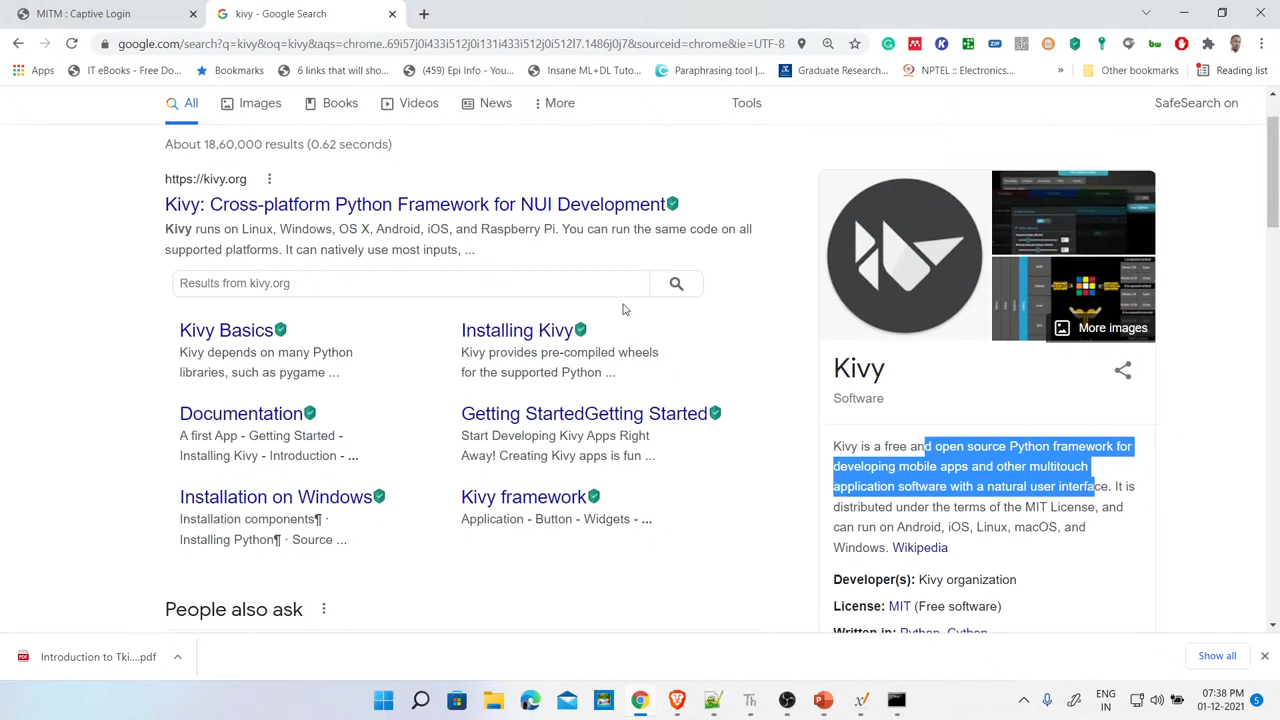 MITM : Captive Login
kivy - Google Search
google.com/search?q=kivy&oq=kivy&aqs=chrome..69i57j0i433i512j0i131i433i512j0i512l7.1486j0j7&sourceid=chrome&ie=UTF-8
Apps
IT eBooks - Free Do...
Bookmarks
6 links that will sho...
(459) Epi Info - You...
Insane ML+DL Tuto...
Paraphrasing tool |...
Graduate Research...
NPTEL :: Electronics...
»
Other bookmarks
Reading list
All
Images
Books
Videos
News
More
Tools
SafeSearch on
About 18,60,000 results (0.62 seconds)
https://kivy.org
Kivy: Cross-platform Python Framework for NUI Development
Kivy runs on Linux, Windows, OS X, Android, iOS, and Raspberry Pi. You can run the same code on all
supported platforms. It can use natively most inputs, ...
Results from kivy.org
Kivy Basics
Kivy depends on many Python
libraries, such as pygame ...
Installing Kivy
Kivy provides pre-compiled wheels
for the supported Python ...
Documentation
A first App - Getting Started -
Installing Kivy - Introduction - ...
Getting StartedGetting Started
Start Developing Kivy Apps Right
Away! Creating Kivy apps is fun ...
Installation on Windows
Installation components¶ ·
Installing Python¶ · Source ...
Kivy framework
Application - Button - Widgets - ...
People also ask
More images
Kivy
Software
Kivy is a free and open source Python framework for
developing mobile apps and other multitouch
application software with a natural user interface. It is
distributed under the terms of the MIT License, and
can run on Android, iOS, Linux, macOS, and
Windows. Wikipedia
Developer(s): Kivy organization
License: MIT (Free software)
Written in: Python, Cython
Introduction to Tki....pdf
Show all
ENG
IN
07:38 PM
01-12-2021
5